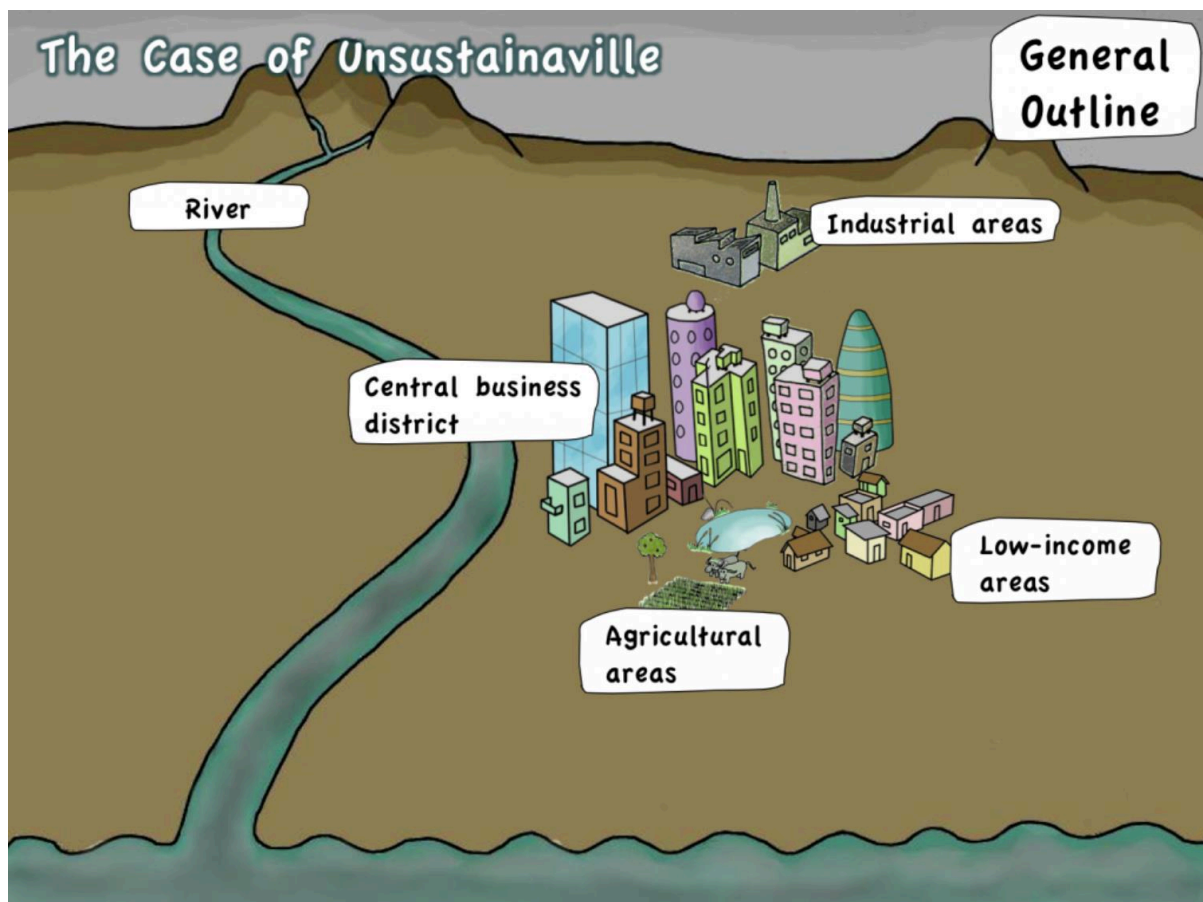 The Case of Unsustainaville
General
Outline
River
Industrial areas
Central business
district
Low-income
areas
Agricultural
areas